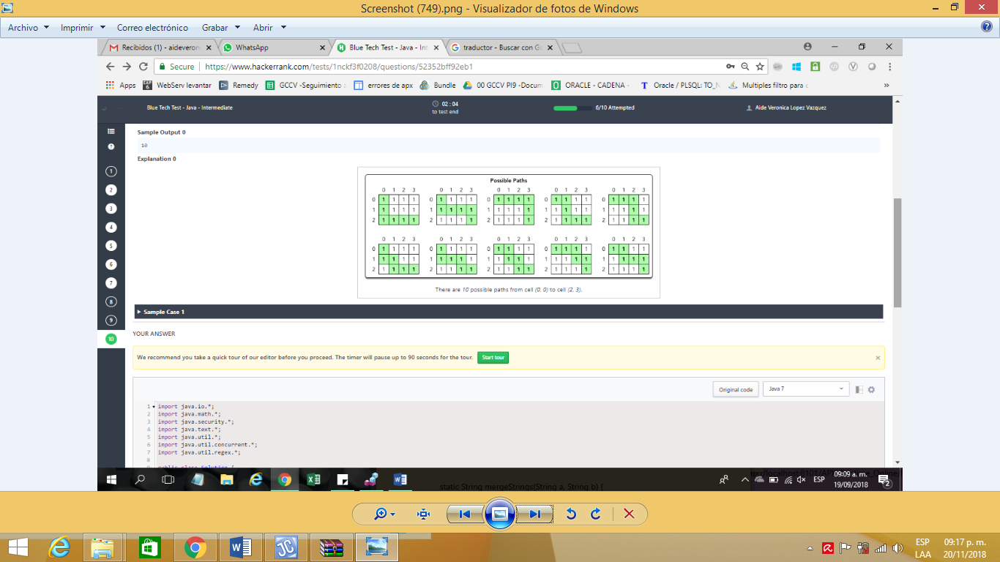 Screenshot (749).png - Visualizador de fotos de Windows
Archivo Imprimir Correo electrónico Grabar Abrir
Recibidos (1) - aideveron WhatsApp Blue Tech Test - Java - Int traductor - Buscar con Go
Secure https://www.hackerrank.com/tests/1nckf3f0208/questions/52352bff92eb1
Apps WebServ levantar Remedy GCCV -Seguimiento errores de apx Bundle 00 GCCV PI9 -Docum ORACLE - CADENA - Oracle / PLSQL: TO_N Multiples filtro para c »
Blue Tech Test - Java - Intermediate 02 : 04 6/10 Attempted Aide Veronica Lopez Vazquez
to test end
Sample Output 0
10
Explanation 0
Possible Paths
0 1 2 3 0 1 2 3 0 1 2 3 0 1 2 3 0 1 2 3
0 1 1 1 1 0 1 1 1 1 0 1 1 1 1 0 1 1 1 1 0 1 1 1 1
1 1 1 1 1 1 1 1 1 1 1 1 1 1 1 1 1 1 1 1 1 1 1 1 1
2 1 1 1 1 2 1 1 1 1 2 1 1 1 1 2 1 1 1 1 2 1 1 1 1
0 1 2 3 0 1 2 3 0 1 2 3 0 1 2 3 0 1 2 3
0 1 1 1 1 0 1 1 1 1 0 1 1 1 1 0 1 1 1 1 0 1 1 1 1
1 1 1 1 1 1 1 1 1 1 1 1 1 1 1 1 1 1 1 1 1 1 1 1 1
2 1 1 1 1 2 1 1 1 1 2 1 1 1 1 2 1 1 1 1 2 1 1 1 1
There are 10 possible paths from cell (0, 0) to cell (2, 3).
Sample Case 1
1
2
3
4
5
6
7
8
9
10
YOUR ANSWER
We recommend you take a quick tour of our editor before you proceed. The timer will pause up to 90 seconds for the tour. Start tour
Original code Java 7
1 import java.io.*;
2 import java.math.*;
3 import java.security.*;
4 import java.text.*;
5 import java.util.*;
6 import java.util.concurrent.*;
7 import java.util.regex.*;
8
9 public class Solution {
static String mergeStrings(String a, String b) {
ESP 09:09 a. m.
19/09/2018 2
ESP 09:17 p. m.
LAA 20/11/2018